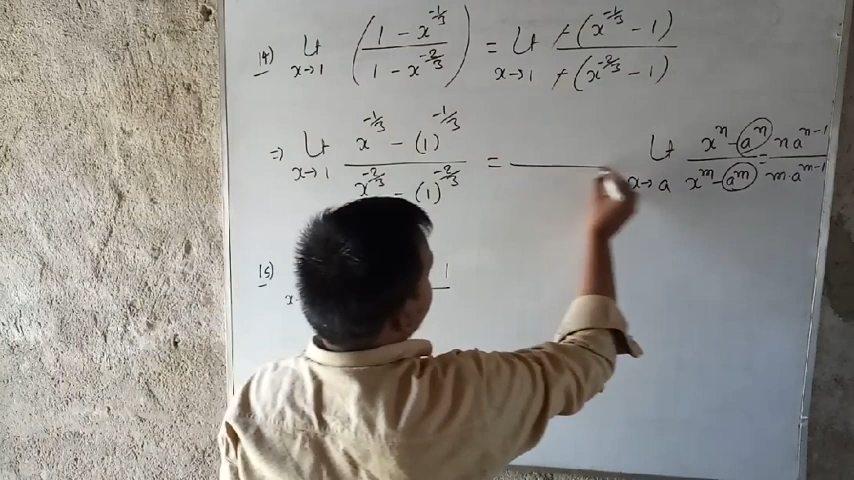 14) Lt x→1 ( (1 - x^{-1/3}) / (1 - x^{-2/3}) ) = Lt x→1 -(x^{-1/3} - 1) / -(x^{-2/3} - 1)
⇒ Lt x→1 (x^{-1/3} - (1)^{-1/3}) / (x^{-2/3} - (1)^{-2/3}) = ———
Lt x→a (x^n - a^n) / (x^m - a^m) = n a^{n-1} / m·a^{m-1}
15)
x
1